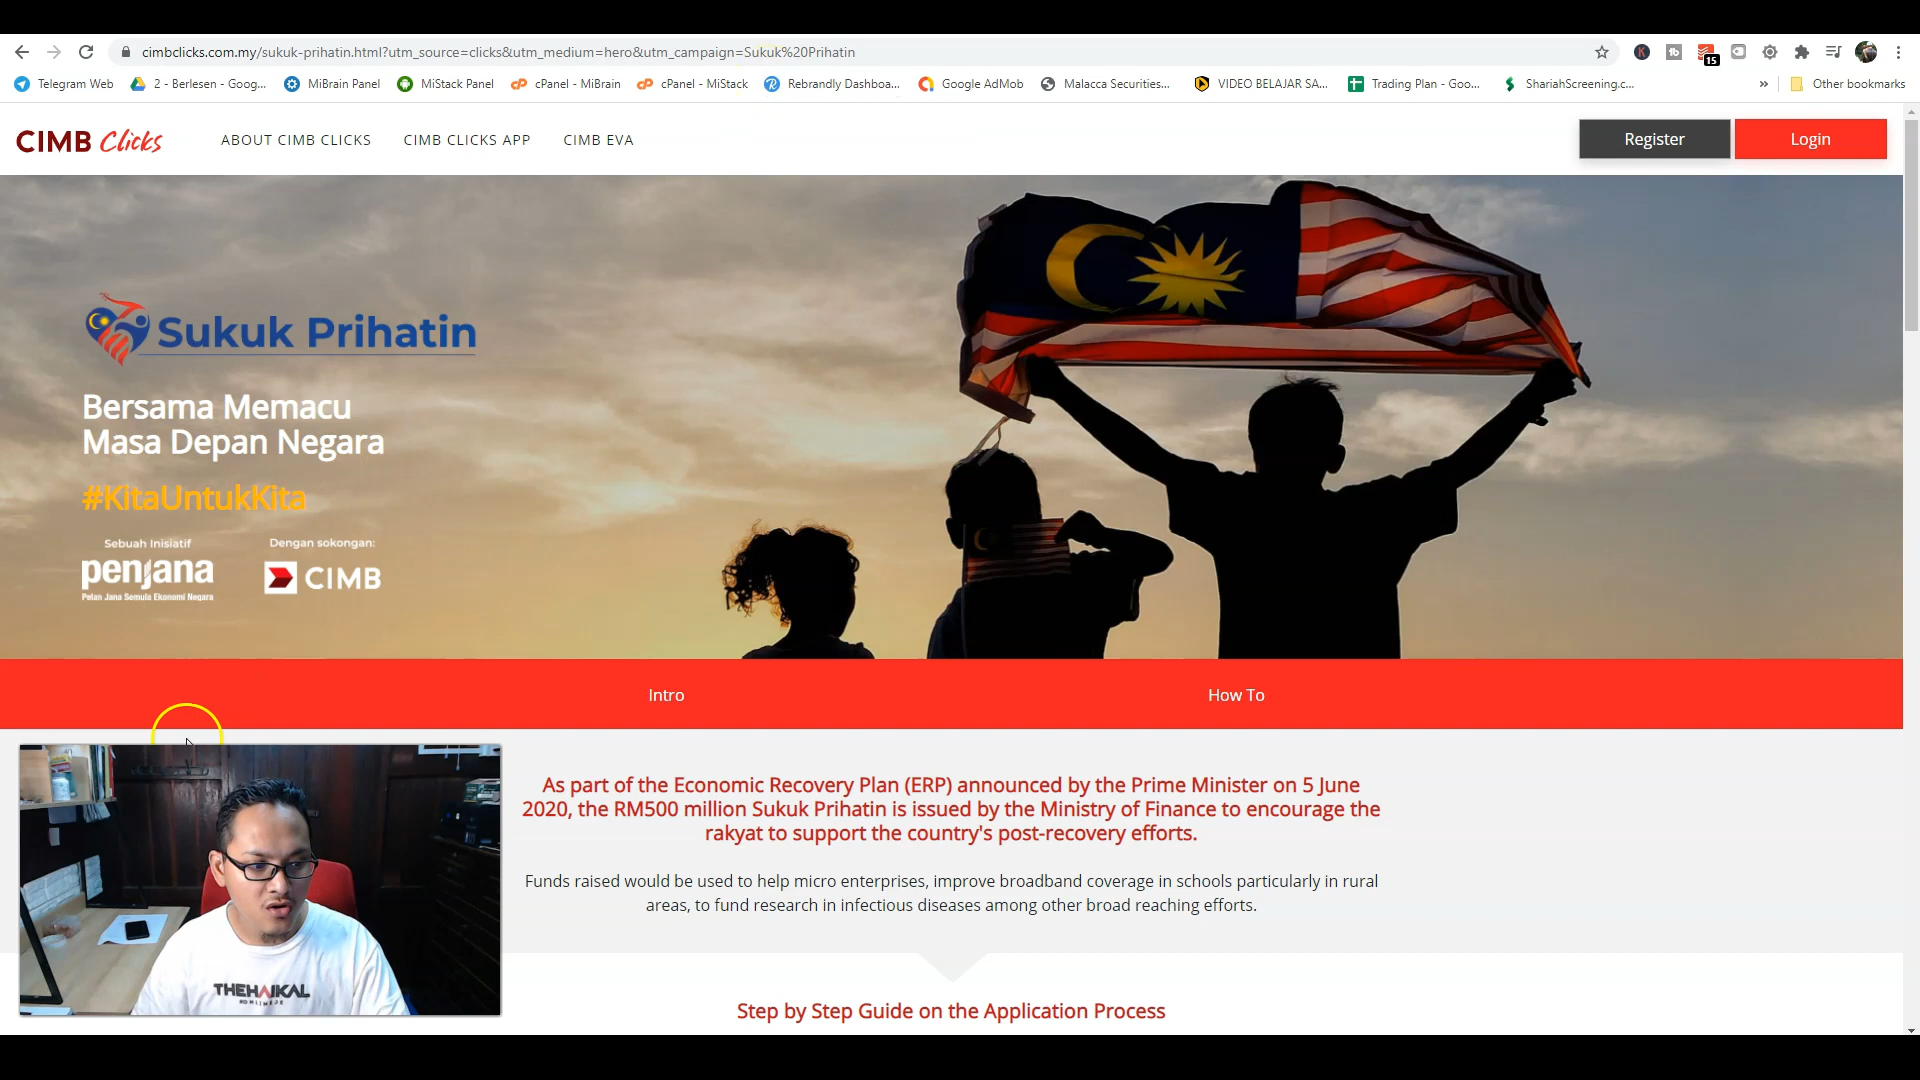 cimbclicks.com.my/sukuk-prihatin.html?utm_source=clicks&utm_medium=hero&utm_campaign=Sukuk%20Prihatin
15
Telegram Web
2 - Berlesen - Goog...
MiBrain Panel
MiStack Panel
cPanel - MiBrain
cPanel - MiStack
Rebrandly Dashboa...
Google AdMob
Malacca Securities...
VIDEO BELAJAR SA...
Trading Plan - Goo...
ShariahScreening.c...
»
Other bookmarks
CIMB Clicks
ABOUT CIMB CLICKS
CIMB CLICKS APP
CIMB EVA
Register
Login
Sukuk Prihatin
Bersama Memacu
Masa Depan Negara
#KitaUntukKita
Sebuah Inisiatif
penjana
Pelan Jana Semula Ekonomi Negara
Dengan sokongan:
CIMB
Intro
How To
As part of the Economic Recovery Plan (ERP) announced by the Prime Minister on 5 June
2020, the RM500 million Sukuk Prihatin is issued by the Ministry of Finance to encourage the
rakyat to support the country's post-recovery efforts.
Funds raised would be used to help micro enterprises, improve broadband coverage in schools particularly in rural
areas, to fund research in infectious diseases among other broad reaching efforts.
Step by Step Guide on the Application Process
THEHAIKAL